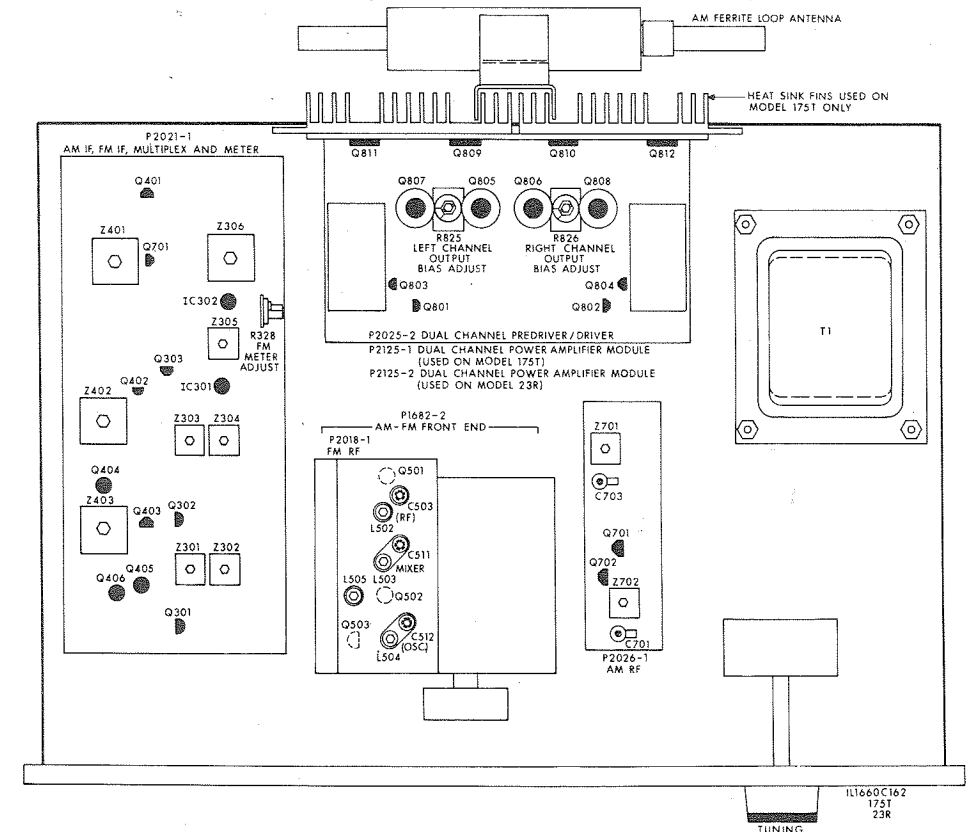 AM FERRITE LOOP ANTENNA
HEAT SINK FINS USED ON
MODEL 175T ONLY
P2021-1
AM IF, FM IF, MULTIPLEX AND METER
Q811
Q809
Q810
Q812
Q401
Q807
Q805
Q806
Q808
Z401
Q701
Z306
R825
LEFT CHANNEL
OUTPUT
BIAS ADJUST
R826
RIGHT CHANNEL
OUTPUT
BIAS ADJUST
Q803
Q804
IC302
Q801
Q802
Z305
R328
FM
METER
ADJUST
T1
P2025-2 DUAL CHANNEL PREDRIVER/DRIVER
P2125-1 DUAL CHANNEL POWER AMPLIFIER MODULE
(USED ON MODEL 175T)
P2125-2 DUAL CHANNEL POWER AMPLIFIER MODULE
(USED ON MODEL 23R)
Q303
Q402
IC301
Z402
Z303
Z304
P1682-2
AM-FM FRONT END
P2018-1
FM RF
Z701
Q404
Q501
C703
Z403
Q403
Q302
C503
(RF)
L502
Q701
Z301
Z302
C511
MIXER
Q702
Q406
Q405
L505
L503
Q502
Z702
Q301
Q503
C512
(OSC)
L504
C701
P2026-1
AM RF
IL1660C162
175T
23R
TUNING